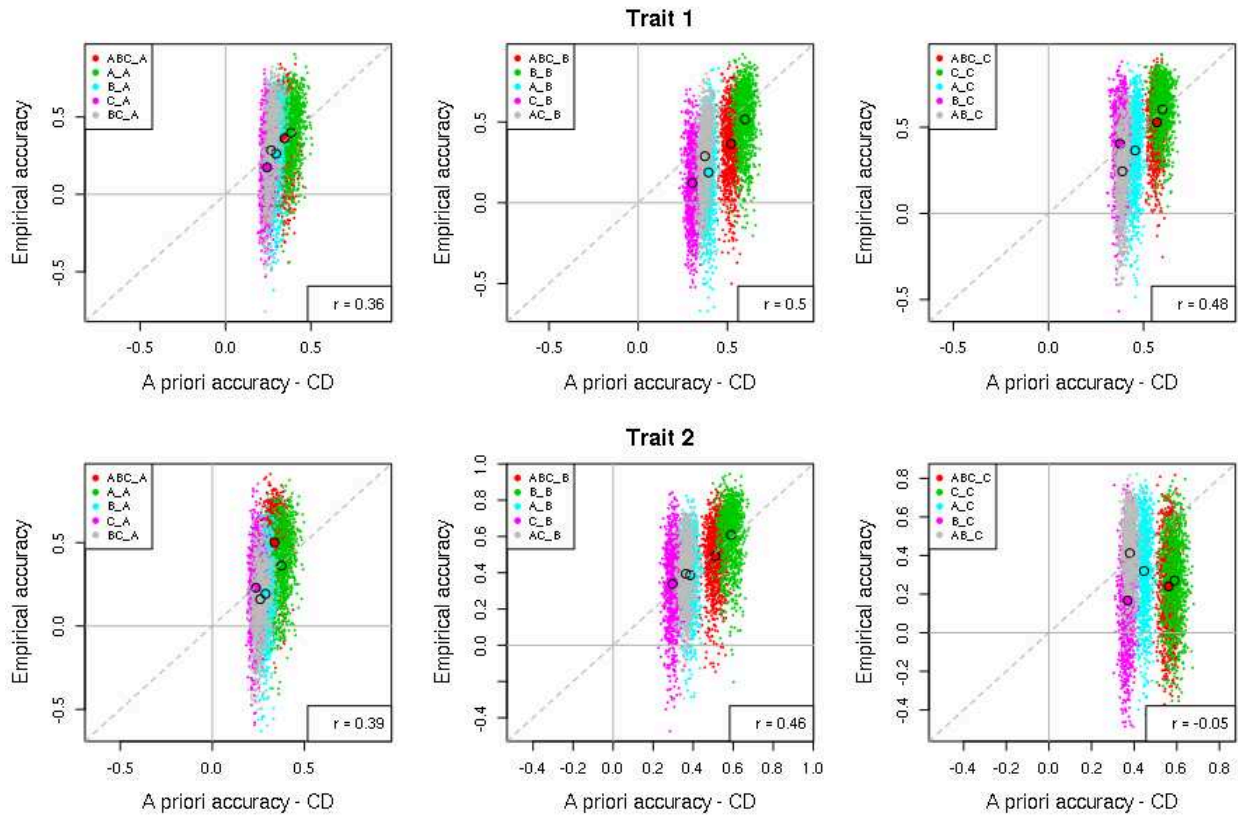 Trait 1
ABC_A
A_A
B_A
C_A
BC_A
Empirical accuracy
0.5
0.0
-0.5
r = 0.36
-0.5 0.0 0.5
A priori accuracy - CD
ABC_B
B_B
A_B
C_B
AC_B
Empirical accuracy
0.5
0.0
-0.5
r = 0.5
-0.5 0.0 0.5
A priori accuracy - CD
ABC_C
C_C
A_C
B_C
AB_C
Empirical accuracy
0.5
0.0
-0.5
r = 0.48
-0.5 0.0 0.5
A priori accuracy - CD
Trait 2
ABC_A
A_A
B_A
C_A
BC_A
Empirical accuracy
0.5
0.0
-0.5
r = 0.39
-0.5 0.0 0.5
A priori accuracy - CD
ABC_B
B_B
A_B
C_B
AC_B
Empirical accuracy
1.0
0.8
0.6
0.4
0.2
0.0
-0.4
r = 0.46
-0.4 0.0 0.2 0.4 0.6 0.8 1.0
A priori accuracy - CD
ABC_C
C_C
A_C
B_C
AB_C
Empirical accuracy
0.8
0.6
0.4
0.2
0.0
-0.2
-0.4
r = -0.05
-0.4 -0.2 0.0 0.2 0.4 0.6 0.8
A priori accuracy - CD